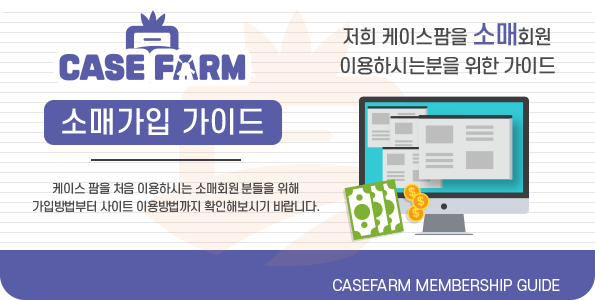 CASE FARM
소매가입 가이드
케이스 팜을 처음 이용하시는 소매회원 분들을 위해
가입방법부터 사이트 이용방법까지 확인해보시기 바랍니다.
저희 케이스팜을 소매회원
이용하시는분을 위한 가이드
CASEFARM MEMBERSHIP GUIDE